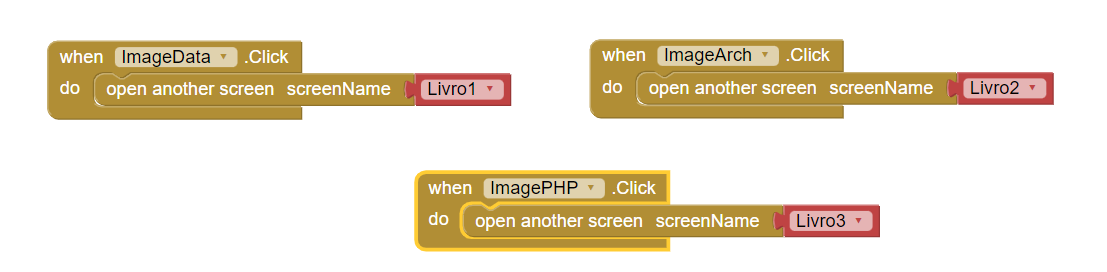 when ImageData .Click
do open another screen screenName Livro1
when ImageArch .Click
do open another screen screenName Livro2
when ImagePHP .Click
do open another screen screenName Livro3